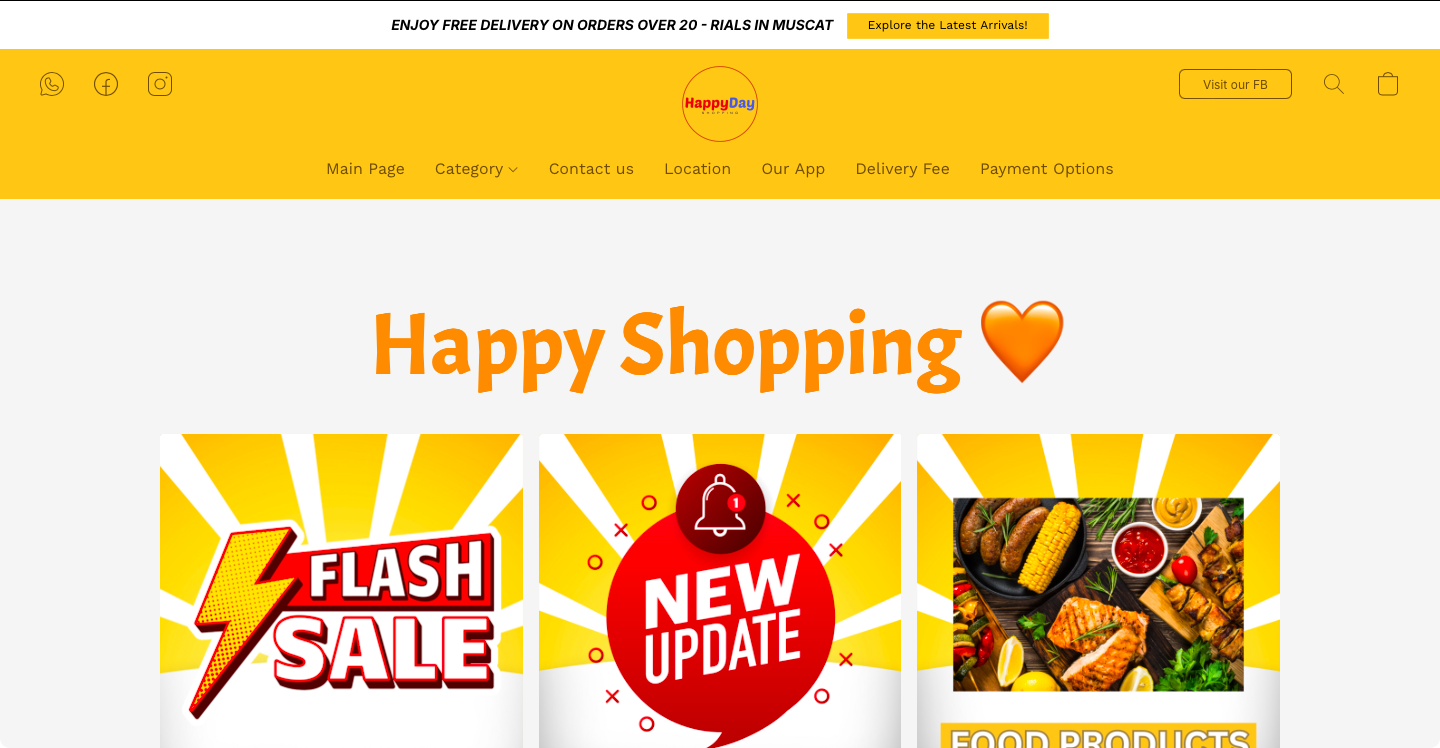 ENJOY FREE DELIVERY ON ORDERS OVER 20 - RIALS IN MUSCAT
Explore the Latest Arrivals!
HappyDay
SHOPPING
Visit our FB
Main Page
Category
Contact us
Location
Our App
Delivery Fee
Payment Options
Happy Shopping 🧡
FLASH
SALE
1
NEW
UPDATE
FOOD PRODUCTS